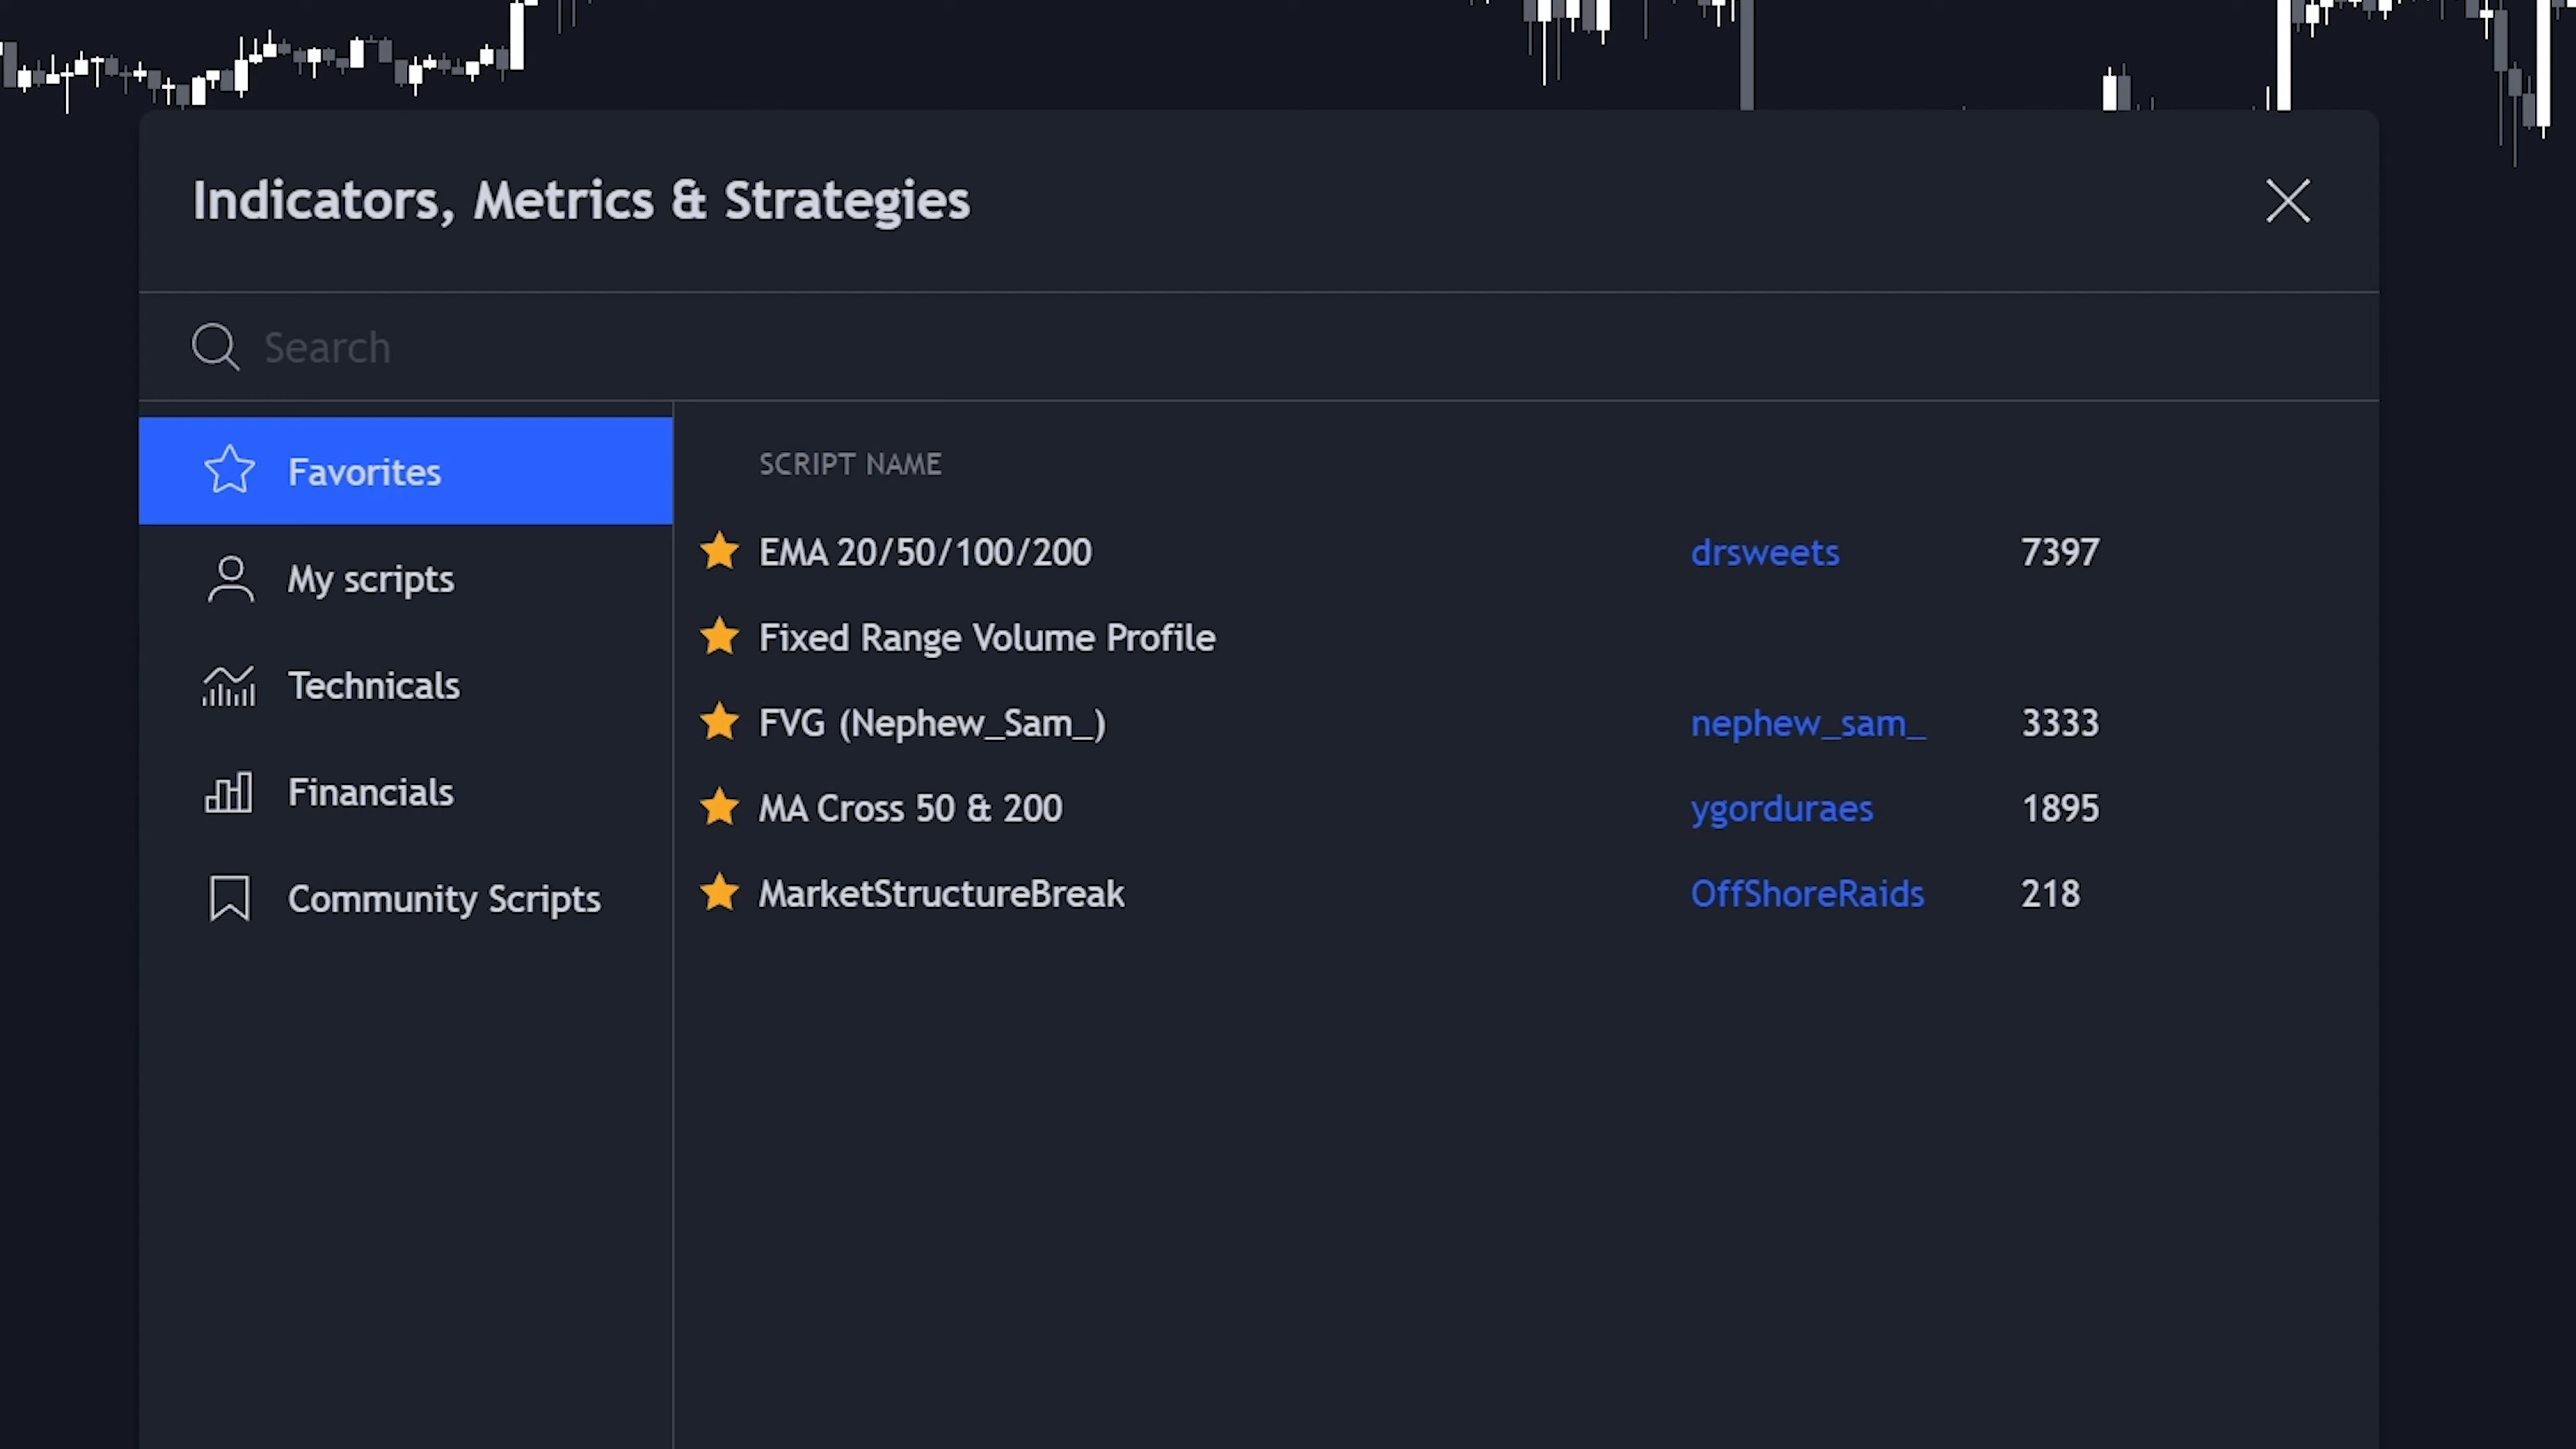 Indicators, Metrics & Strategies
Search
Favorites
My scripts
Technicals
Financials
Community Scripts
SCRIPT NAME
EMA 20/50/100/200 drsweets 7397
Fixed Range Volume Profile
FVG (Nephew_Sam_) nephew_sam_ 3333
MA Cross 50 & 200 ygorduraes 1895
MarketStructureBreak OffShoreRaids 218